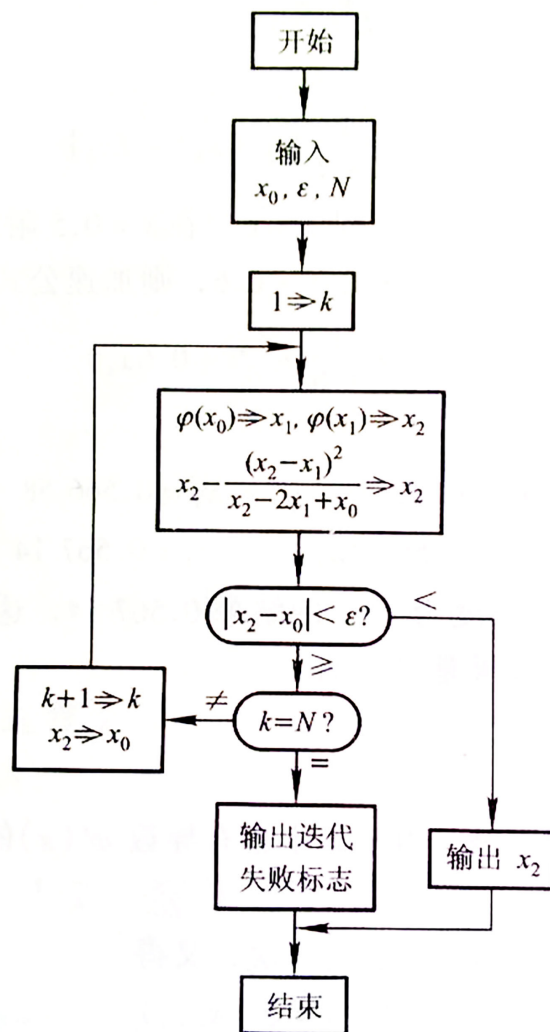 开始
输入
x₀, ε, N
1⇒k
φ(x₀)⇒x₁, φ(x₁)⇒x₂
x₂-(x₂-x₁)²/(x₂-2x₁+x₀)⇒x₂
|x₂-x₀|<ε?
<
≥
k+1⇒k
x₂⇒x₀
≠
k=N?
=
输出迭代
失败标志
输出 x₂
结束